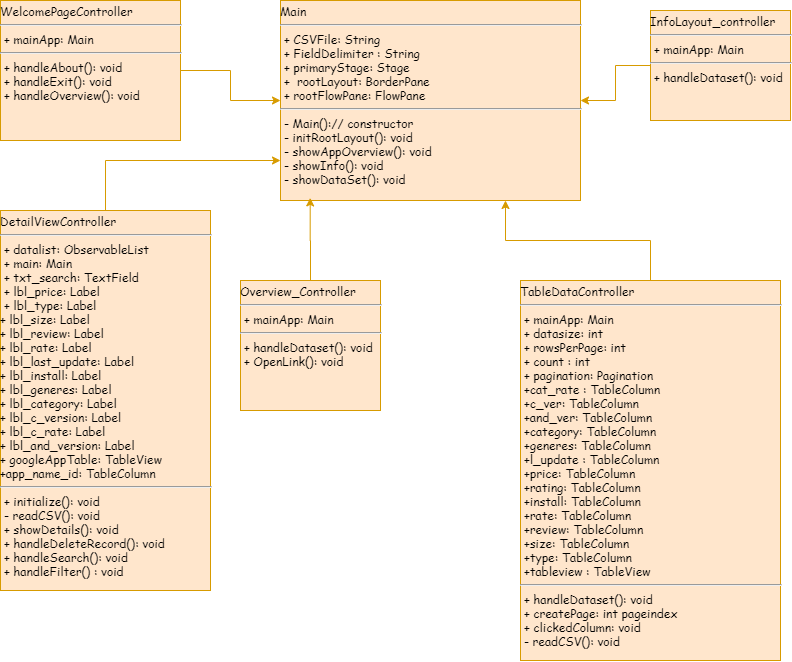 WelcomePageController
+ mainApp: Main
+ handleAbout(): void
+ handleExit(): void
+ handleOverview(): void
Main
+ CSVFile: String
+ FieldDelimiter : String
+ primaryStage: Stage
+ rootLayout: BorderPane
+ rootFlowPane: FlowPane
- Main():// constructor
- initRootLayout(): void
- showAppOverview(): void
- showInfo(): void
- showDataSet(): void
InfoLayout_controller
+ mainApp: Main
+ handleDataset(): void
DetailViewController
+ datalist: ObservableList
+ main: Main
+ txt_search: TextField
+ lbl_price: Label
+ lbl_type: Label
+ lbl_size: Label
+ lbl_review: Label
+ lbl_rate: Label
+ lbl_last_update: Label
+ lbl_install: Label
+ lbl_generes: Label
+ lbl_category: Label
+ lbl_c_version: Label
+ lbl_c_rate: Label
+ lbl_and_version: Label
+ googleAppTable: TableView
+app_name_id: TableColumn
+ initialize(): void
- readCSV(): void
+ showDetails(): void
+ handleDeleteRecord(): void
+ handleSearch(): void
+ handleFilter() : void
Overview_Controller
+ mainApp: Main
+ handleDataset(): void
+ OpenLink(): void
TableDataController
+ mainApp: Main
+ datasize: int
+ rowsPerPage: int
+ count : int
+ pagination: Pagination
+cat_rate : TableColumn
+c_ver: TableColumn
+and_ver: TableColumn
+category: TableColumn
+generes: TableColumn
+l_update : TableColumn
+price: TableColumn
+rating: TableColumn
+install: TableColumn
+rate: TableColumn
+review: TableColumn
+size: TableColumn
+type: TableColumn
+tableview : TableView
+ handleDataset(): void
+ createPage: int pageindex
+ clickedColumn: void
- readCSV(): void